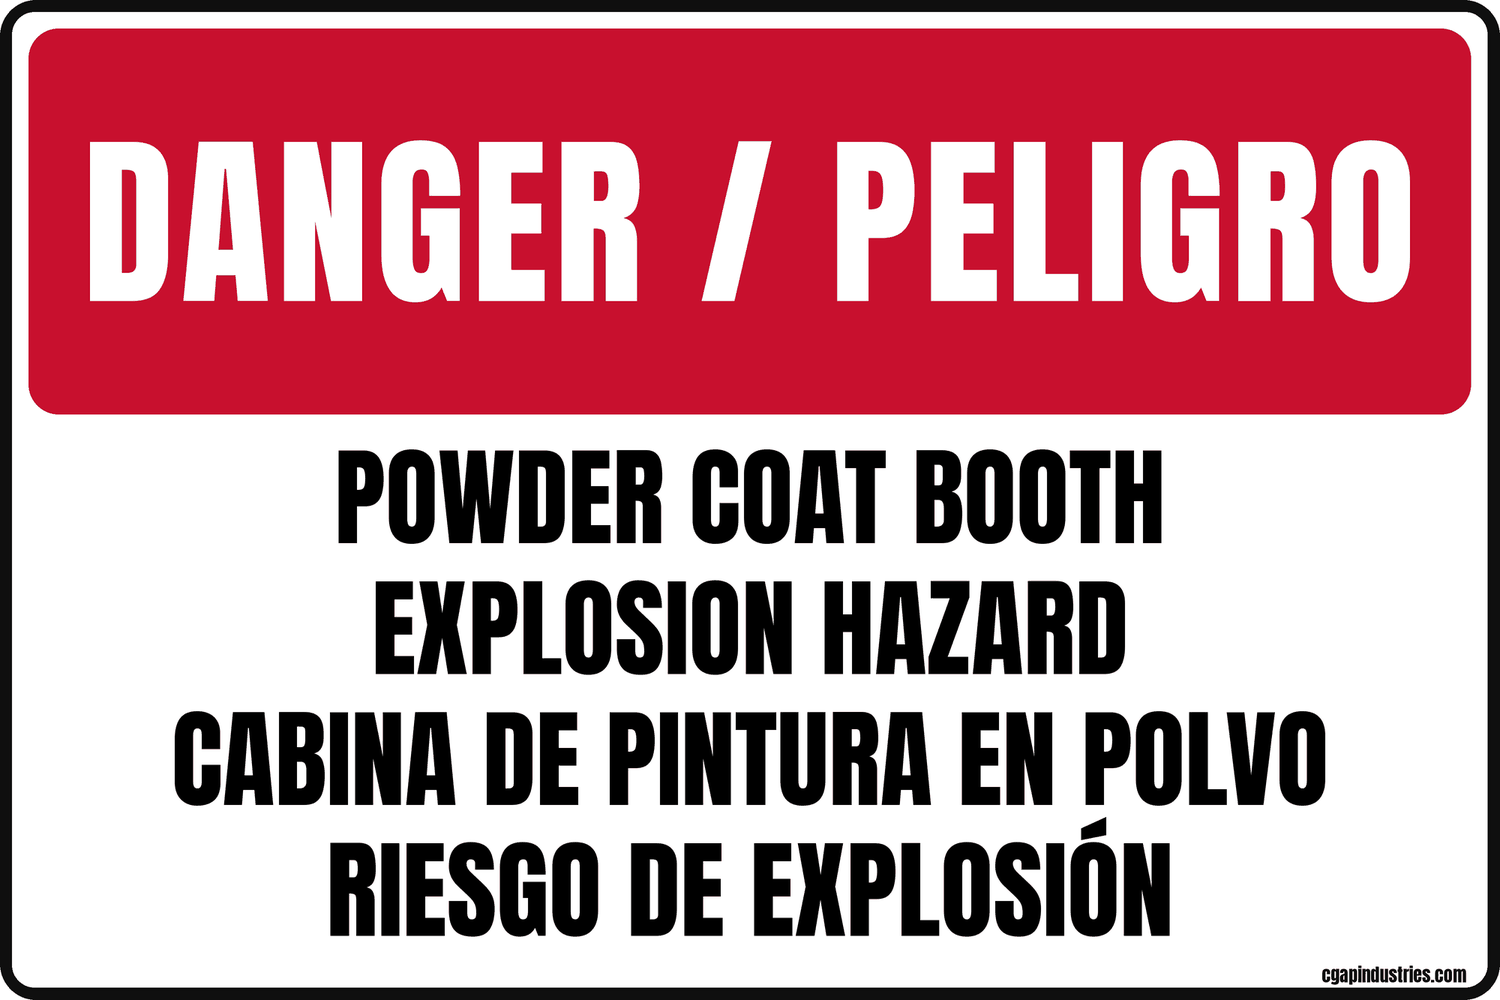 DANGER / PELIGRO
POWDER COAT BOOTH
EXPLOSION HAZARD
CABINA DE PINTURA EN POLVO
RIESGO DE EXPLOSIÓN
cgapindustries.com